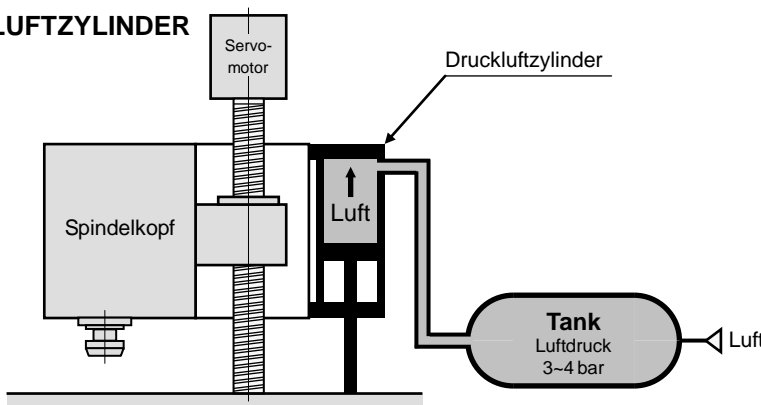 LUFTZYLINDER
Servo-
motor
Druckluftzylinder
Luft
Spindelkopf
Tank
Luftdruck
3~4 bar
Luft